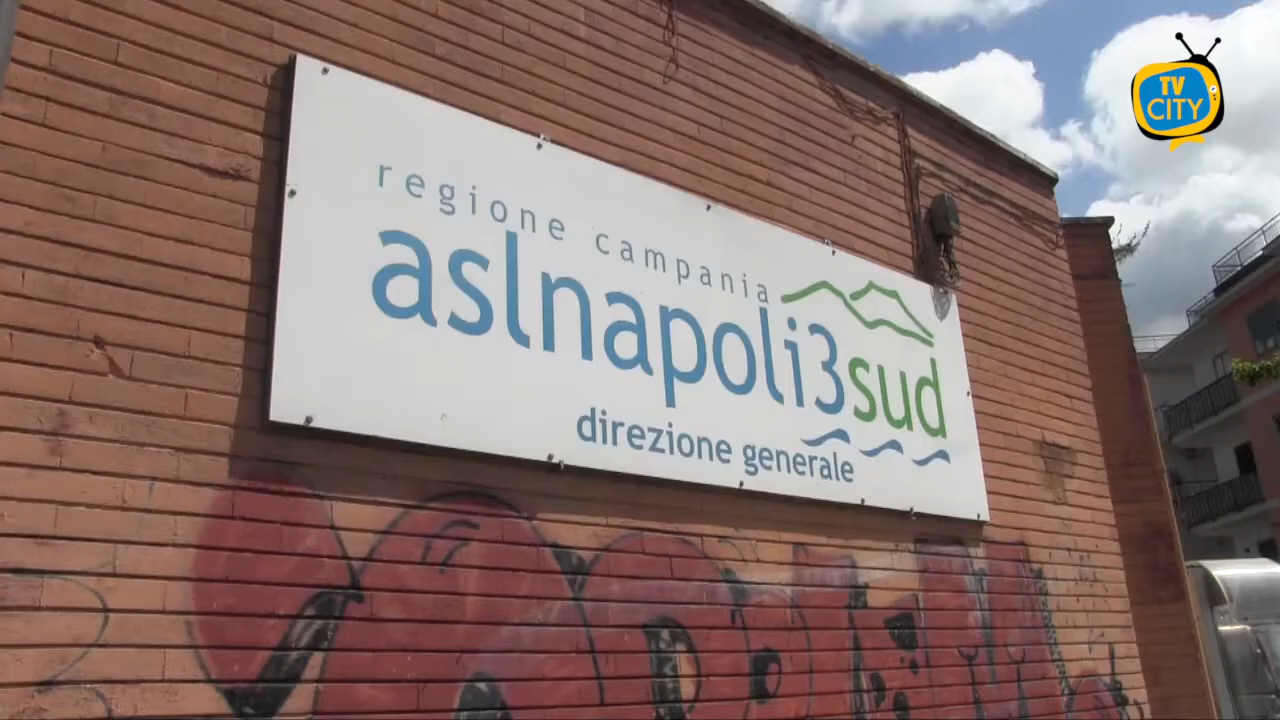 TV
CITY
regione campania
aslnapoli3sud
direzione generale